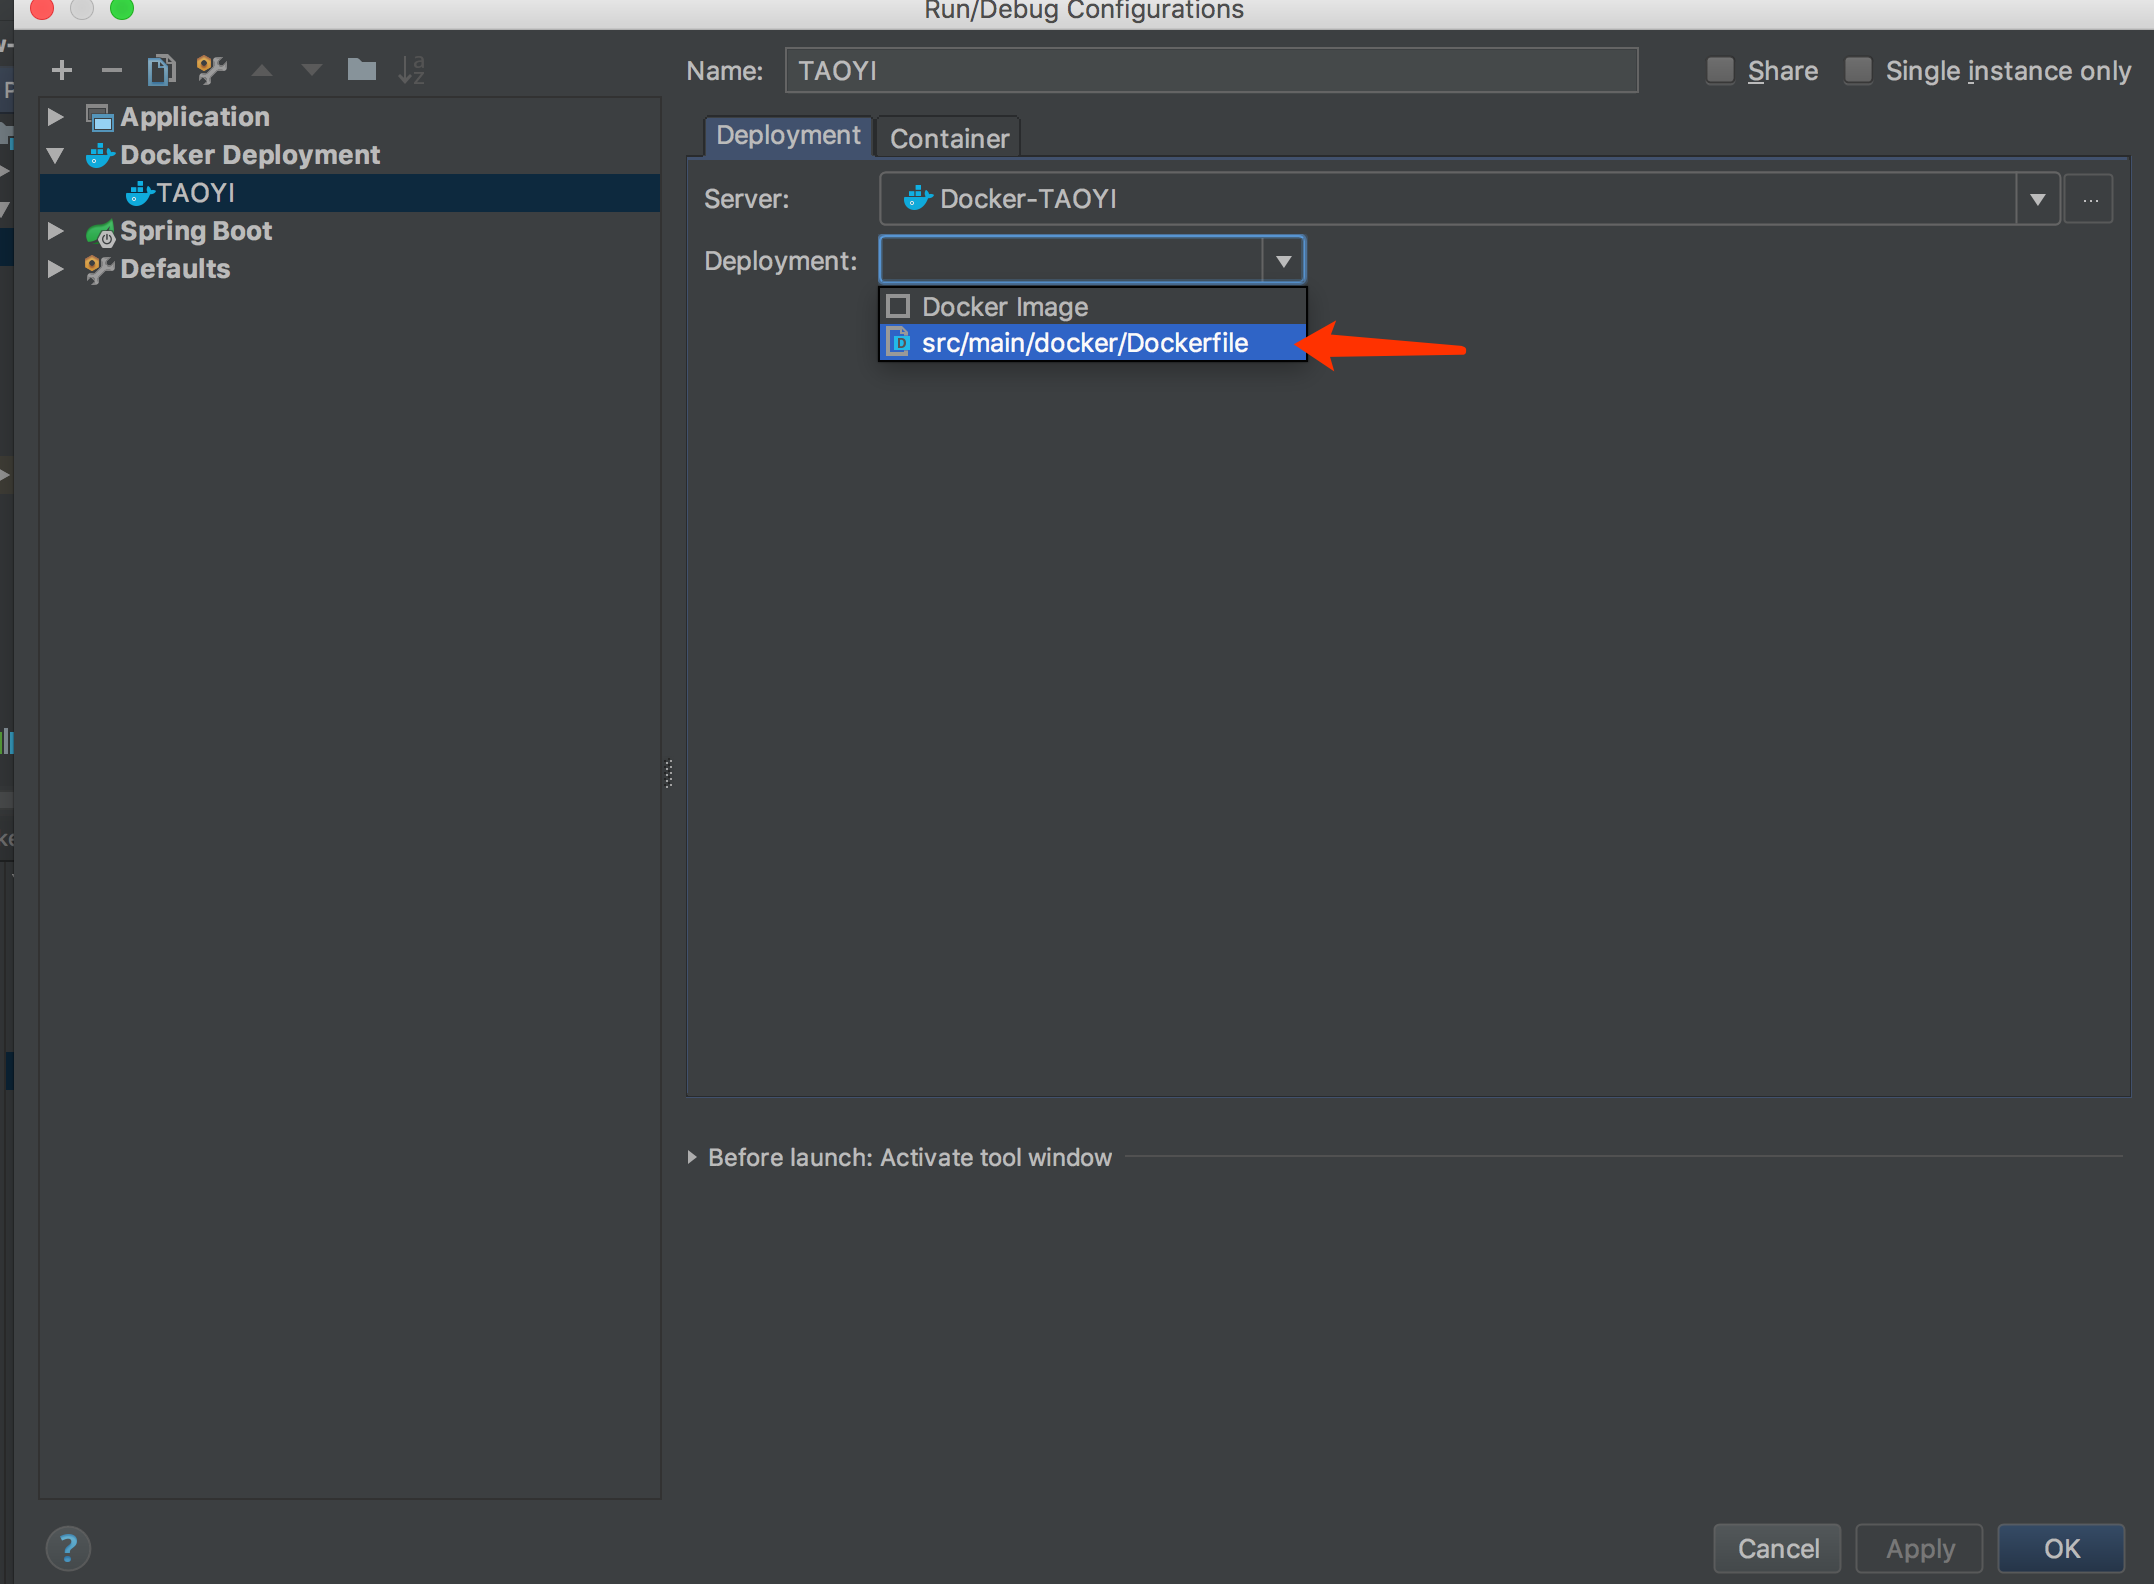 Run/Debug Configurations
Name: TAOYI Share Single instance only
Application
Docker Deployment
TAOYI
Spring Boot
Defaults
Deployment Container
Server: Docker-TAOYI ...
Deployment:
Docker Image
src/main/docker/Dockerfile
Before launch: Activate tool window
? Cancel Apply OK